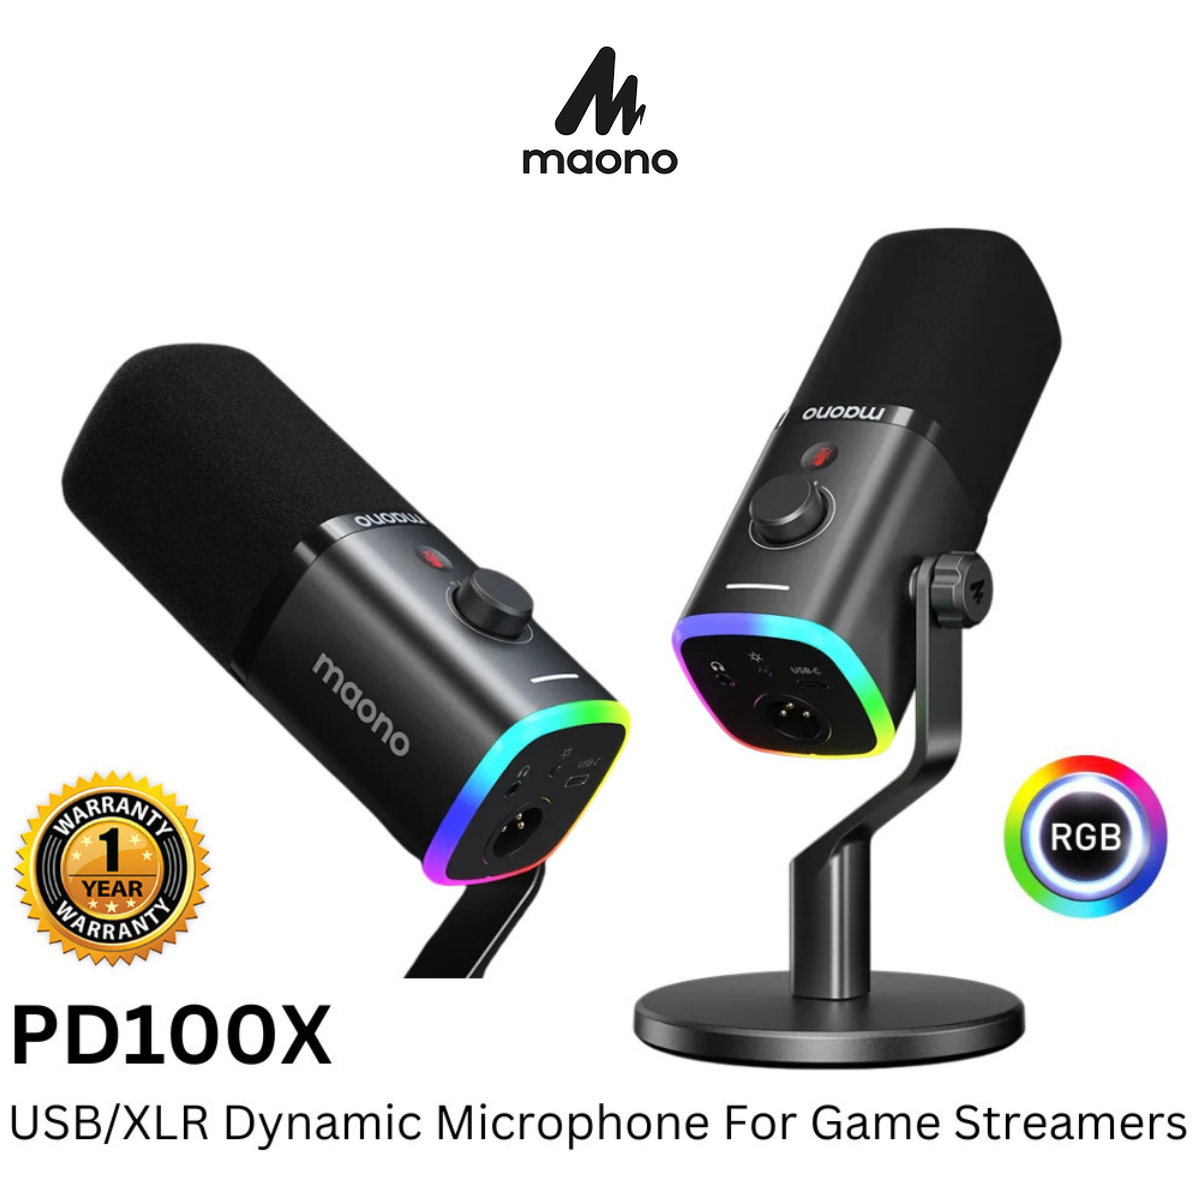 maono
maono
maono
maono
USB-C
USB-C
WARRANTY
1
YEAR
WARRANTY
RGB
PD100X
USB/XLR Dynamic Microphone For Game Streamers